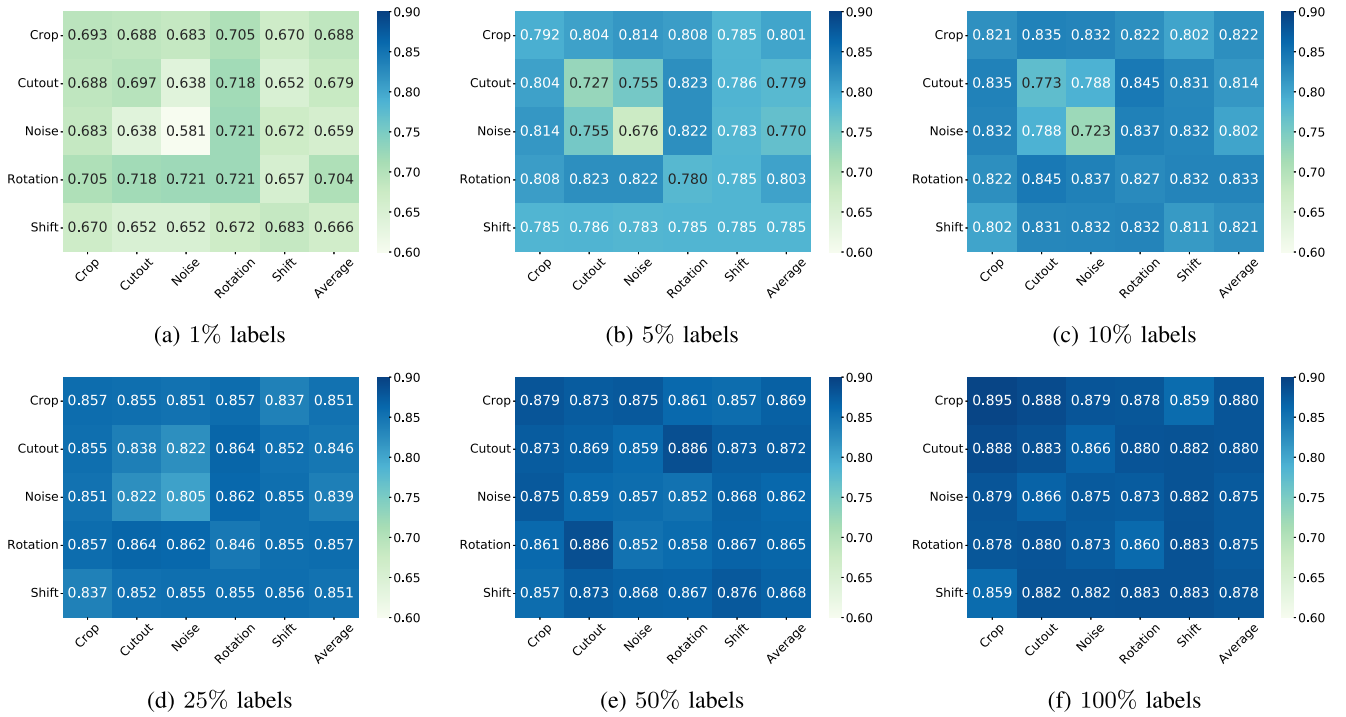 Crop 0.693 0.688 0.683 0.705 0.670 0.688
Cutout 0.688 0.697 0.638 0.718 0.652 0.679
Noise 0.683 0.638 0.581 0.721 0.672 0.659
Rotation 0.705 0.718 0.721 0.721 0.657 0.704
Shift 0.670 0.652 0.652 0.672 0.683 0.666
Crop Cutout Noise Rotation Shift Average
0.90
0.85
0.80
0.75
0.70
0.65
0.60
(a) 1% labels
Crop 0.792 0.804 0.814 0.808 0.785 0.801
Cutout 0.804 0.727 0.755 0.823 0.786 0.779
Noise 0.814 0.755 0.676 0.822 0.783 0.770
Rotation 0.808 0.823 0.822 0.780 0.785 0.803
Shift 0.785 0.786 0.783 0.785 0.785 0.785
Crop Cutout Noise Rotation Shift Average
0.90
0.85
0.80
0.75
0.70
0.65
0.60
(b) 5% labels
Crop 0.821 0.835 0.832 0.822 0.802 0.822
Cutout 0.835 0.773 0.788 0.845 0.831 0.814
Noise 0.832 0.788 0.723 0.837 0.832 0.802
Rotation 0.822 0.845 0.837 0.827 0.832 0.833
Shift 0.802 0.831 0.832 0.832 0.811 0.821
Crop Cutout Noise Rotation Shift Average
0.90
0.85
0.80
0.75
0.70
0.65
0.60
(c) 10% labels
Crop 0.857 0.855 0.851 0.857 0.837 0.851
Cutout 0.855 0.838 0.822 0.864 0.852 0.846
Noise 0.851 0.822 0.805 0.862 0.855 0.839
Rotation 0.857 0.864 0.862 0.846 0.855 0.857
Shift 0.837 0.852 0.855 0.855 0.856 0.851
Crop Cutout Noise Rotation Shift Average
0.90
0.85
0.80
0.75
0.70
0.65
0.60
(d) 25% labels
Crop 0.879 0.873 0.875 0.861 0.857 0.869
Cutout 0.873 0.869 0.859 0.886 0.873 0.872
Noise 0.875 0.859 0.857 0.852 0.868 0.862
Rotation 0.861 0.886 0.852 0.858 0.867 0.865
Shift 0.857 0.873 0.868 0.867 0.876 0.868
Crop Cutout Noise Rotation Shift Average
0.90
0.85
0.80
0.75
0.70
0.65
0.60
(e) 50% labels
Crop 0.895 0.888 0.879 0.878 0.859 0.880
Cutout 0.888 0.883 0.866 0.880 0.882 0.880
Noise 0.879 0.866 0.875 0.873 0.882 0.875
Rotation 0.878 0.880 0.873 0.860 0.883 0.875
Shift 0.859 0.882 0.882 0.883 0.883 0.878
Crop Cutout Noise Rotation Shift Average
0.90
0.85
0.80
0.75
0.70
0.65
0.60
(f) 100% labels